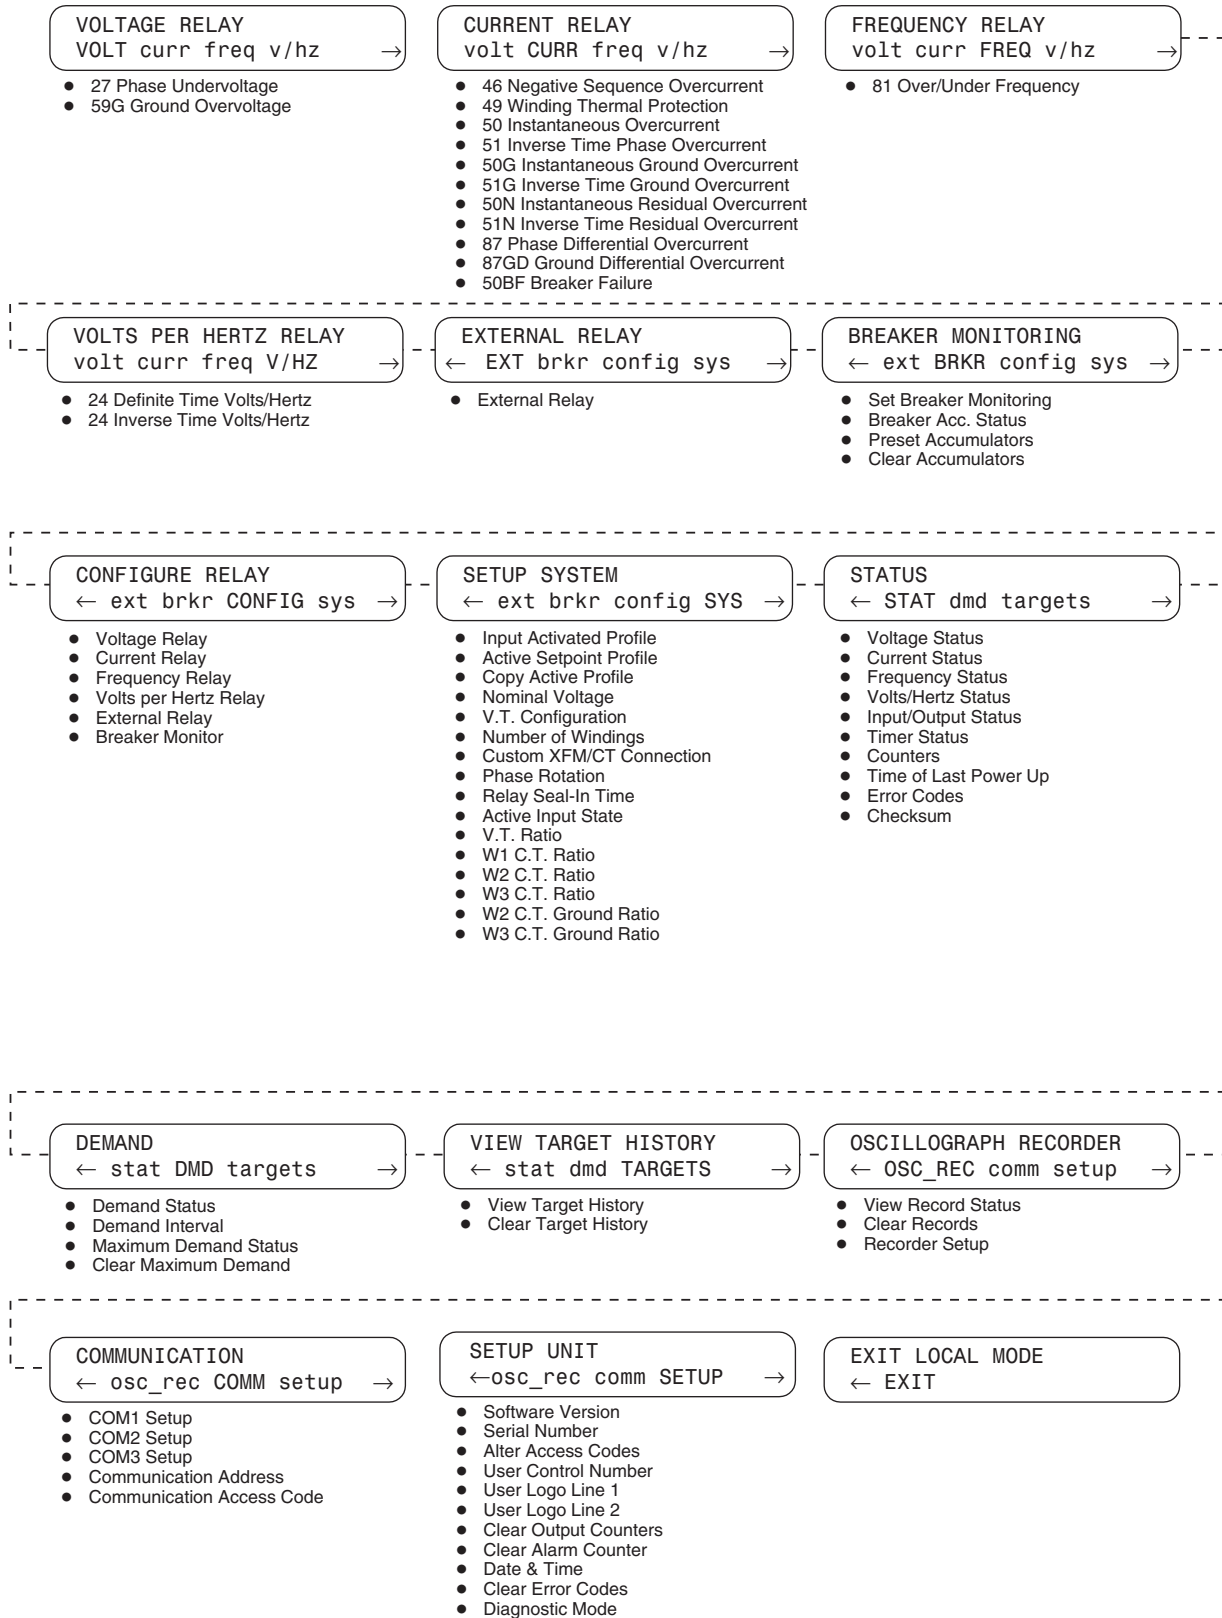 VOLTAGE RELAY
VOLT curr freq v/hz →
● 27 Phase Undervoltage
● 59G Ground Overvoltage
CURRENT RELAY
volt CURR freq v/hz →
● 46 Negative Sequence Overcurrent
● 49 Winding Thermal Protection
● 50 Instantaneous Overcurrent
● 51 Inverse Time Phase Overcurrent
● 50G Instantaneous Ground Overcurrent
● 51G Inverse Time Ground Overcurrent
● 50N Instantaneous Residual Overcurrent
● 51N Inverse Time Residual Overcurrent
● 87 Phase Differential Overcurrent
● 87GD Ground Differential Overcurrent
● 50BF Breaker Failure
FREQUENCY RELAY
volt curr FREQ v/hz →
● 81 Over/Under Frequency
VOLTS PER HERTZ RELAY
volt curr freq V/HZ →
● 24 Definite Time Volts/Hertz
● 24 Inverse Time Volts/Hertz
EXTERNAL RELAY
← EXT brkr config sys →
● External Relay
BREAKER MONITORING
← ext BRKR config sys →
● Set Breaker Monitoring
● Breaker Acc. Status
● Preset Accumulators
● Clear Accumulators
CONFIGURE RELAY
← ext brkr CONFIG sys →
● Voltage Relay
● Current Relay
● Frequency Relay
● Volts per Hertz Relay
● External Relay
● Breaker Monitor
SETUP SYSTEM
← ext brkr config SYS →
● Input Activated Profile
● Active Setpoint Profile
● Copy Active Profile
● Nominal Voltage
● V.T. Configuration
● Number of Windings
● Custom XFM/CT Connection
● Phase Rotation
● Relay Seal-In Time
● Active Input State
● V.T. Ratio
● W1 C.T. Ratio
● W2 C.T. Ratio
● W3 C.T. Ratio
● W2 C.T. Ground Ratio
● W3 C.T. Ground Ratio
STATUS
← STAT dmd targets →
● Voltage Status
● Current Status
● Frequency Status
● Volts/Hertz Status
● Input/Output Status
● Timer Status
● Counters
● Time of Last Power Up
● Error Codes
● Checksum
DEMAND
← stat DMD targets →
● Demand Status
● Demand Interval
● Maximum Demand Status
● Clear Maximum Demand
VIEW TARGET HISTORY
← stat dmd TARGETS →
● View Target History
● Clear Target History
OSCILLOGRAPH RECORDER
← OSC_REC comm setup →
● View Record Status
● Clear Records
● Recorder Setup
COMMUNICATION
← osc_rec COMM setup →
● COM1 Setup
● COM2 Setup
● COM3 Setup
● Communication Address
● Communication Access Code
SETUP UNIT
←osc_rec comm SETUP →
● Software Version
● Serial Number
● Alter Access Codes
● User Control Number
● User Logo Line 1
● User Logo Line 2
● Clear Output Counters
● Clear Alarm Counter
● Date & Time
● Clear Error Codes
● Diagnostic Mode
EXIT LOCAL MODE
← EXIT